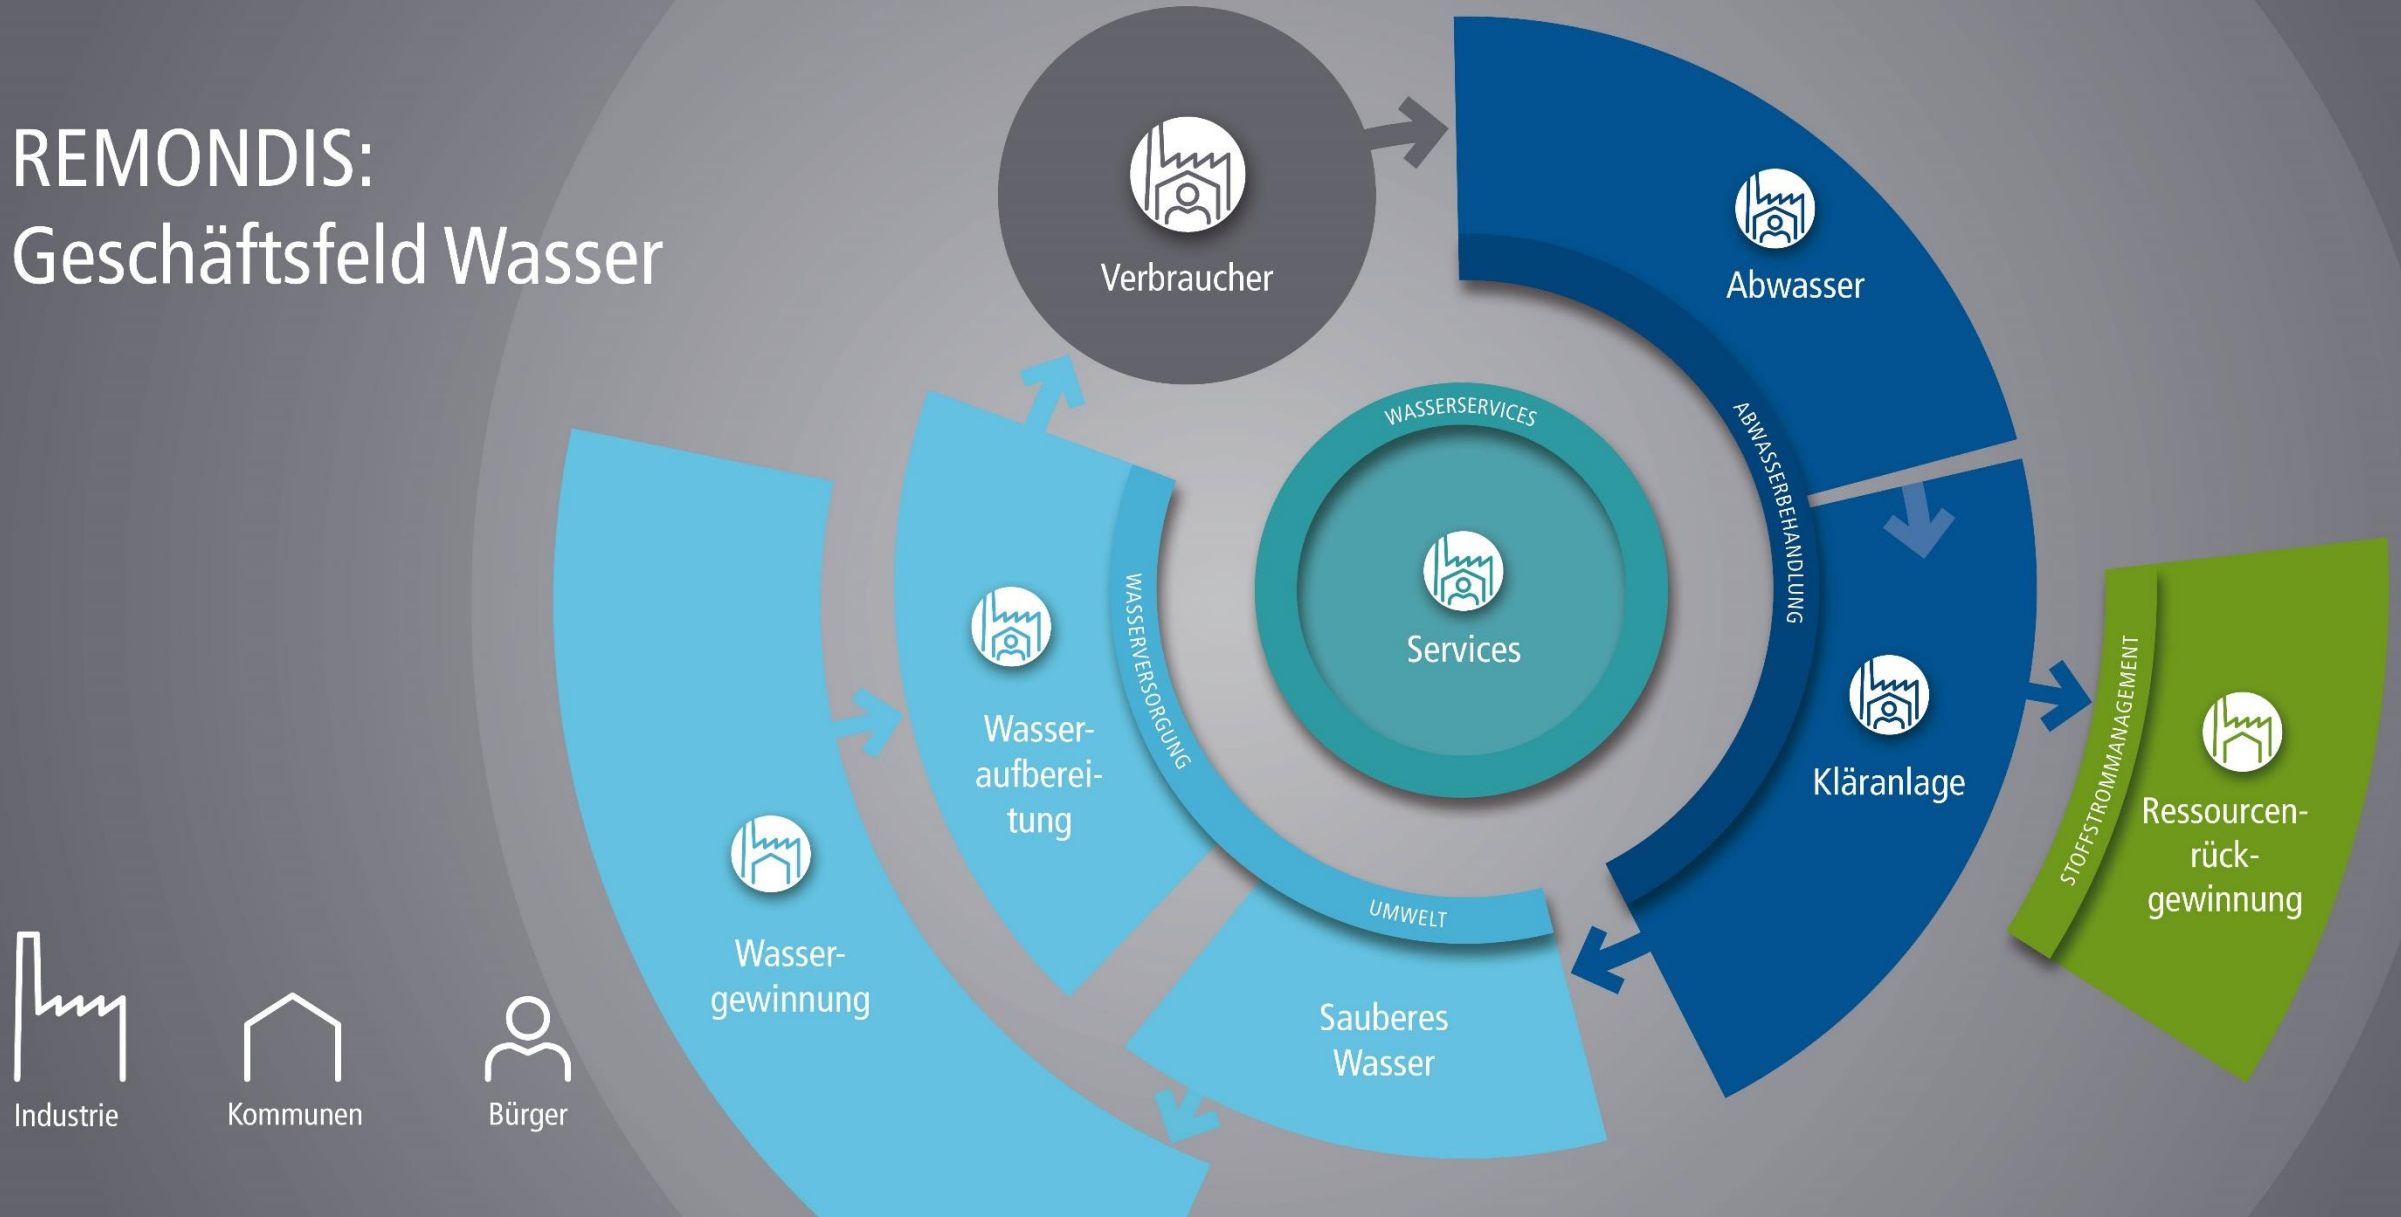 REMONDIS:
Geschäftsfeld Wasser
Verbraucher
Abwasser
WASSERSERVICES
Services
ABWASSERBEHANDLUNG
Kläranlage
STOFFSTROMMANAGEMENT
Ressourcen-
rück-
gewinnung
WASSERVERSORGUNG
UMWELT
Wasser-
aufberei-
tung
Wasser-
gewinnung
Sauberes
Wasser
Industrie
Kommunen
Bürger